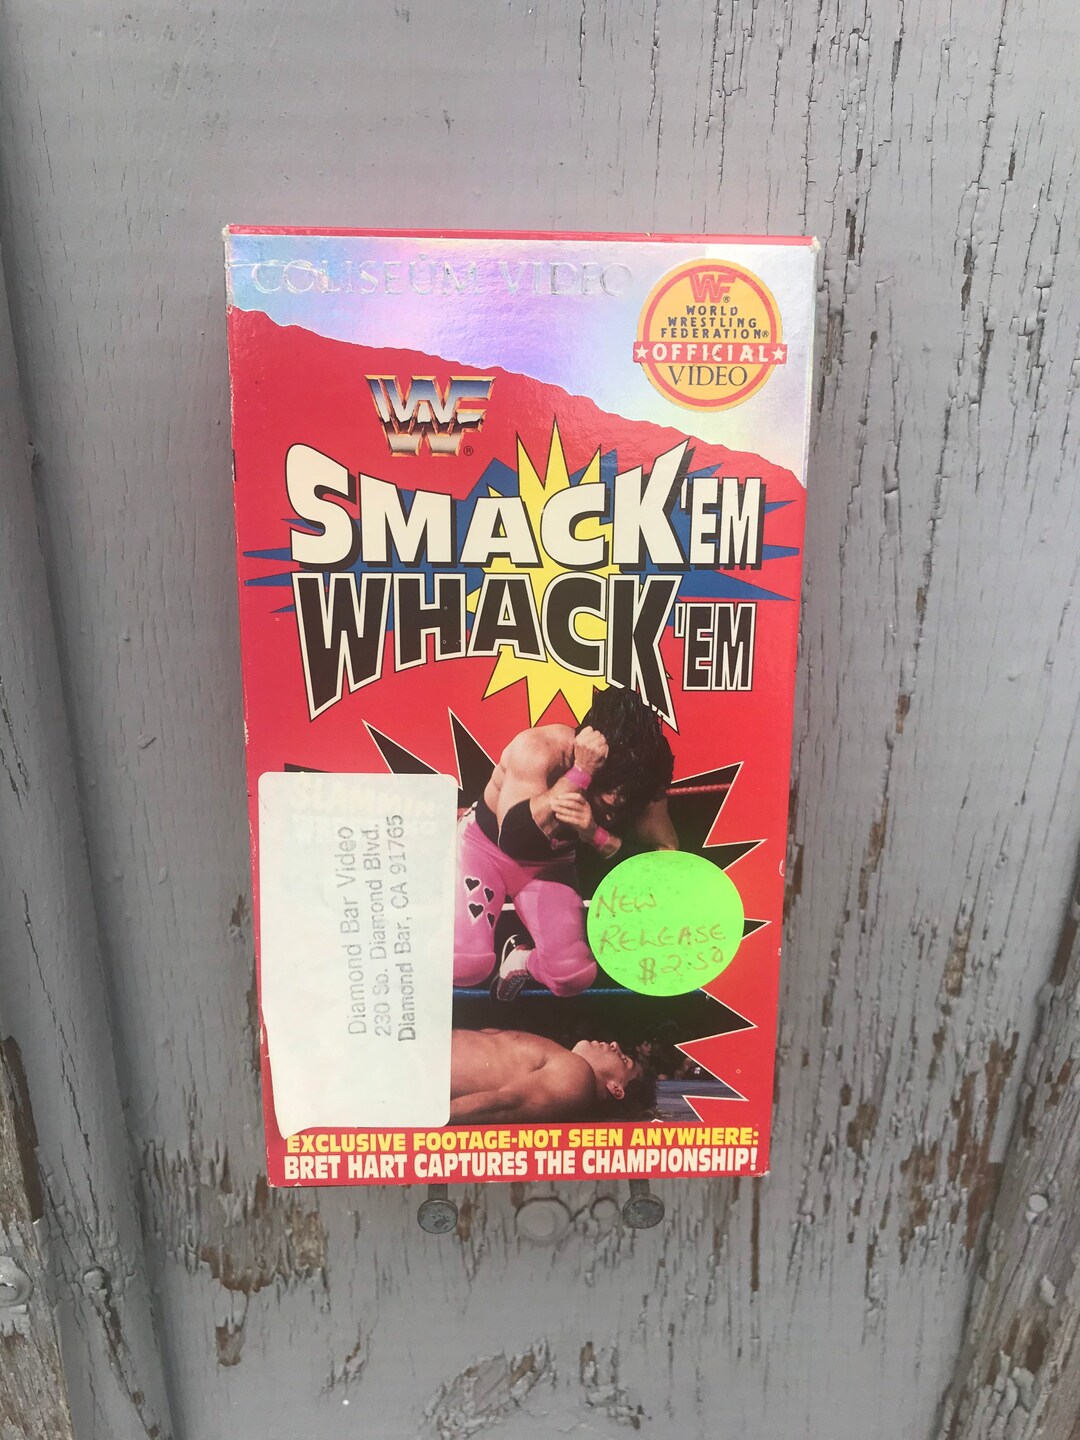 COLISEUM VIDEO
WF®
WORLD
WRESTLING
FEDERATION®
★OFFICIAL★
VIDEO
WF®
SMACK 'EM
WHACK 'EM
Diamond Bar Video
230 So. Diamond Blvd.
Diamond Bar, CA 91765
NEW
RELEASE
$2.50
EXCLUSIVE FOOTAGE-NOT SEEN ANYWHERE:
BRET HART CAPTURES THE CHAMPIONSHIP!